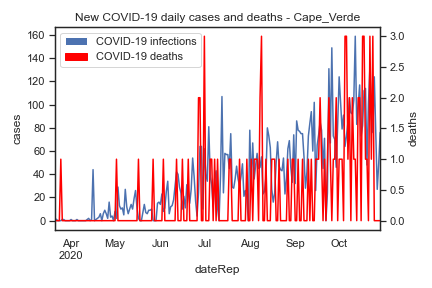 New COVID-19 daily cases and deaths - Cape_Verde
COVID-19 infections
COVID-19 deaths
160
140
120
100
80
60
40
20
0
cases
3.0
2.5
2.0
1.5
1.0
0.5
0.0
deaths
Apr May Jun Jul Aug Sep Oct
2020
dateRep